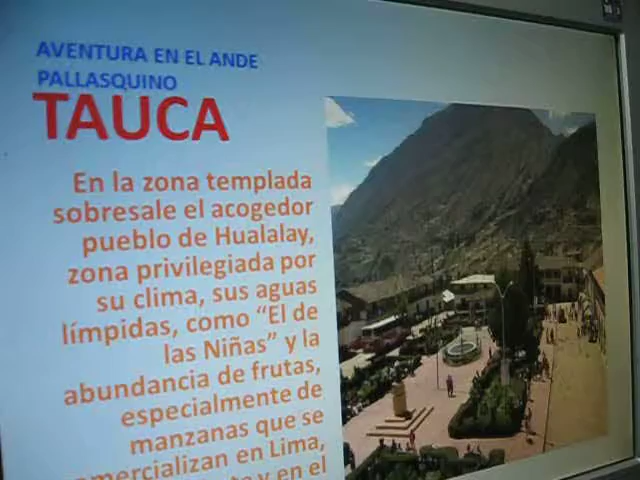 AVENTURA EN EL ANDE
PALLASQUINO
TAUCA
En la zona templada
sobresale el acogedor
pueblo de Hualalay,
zona privilegiada por
su clima, sus aguas
límpidas, como “El de
las Niñas” y la
abundancia de frutas,
especialmente de
manzanas que se
comercializan en Lima,
y en el